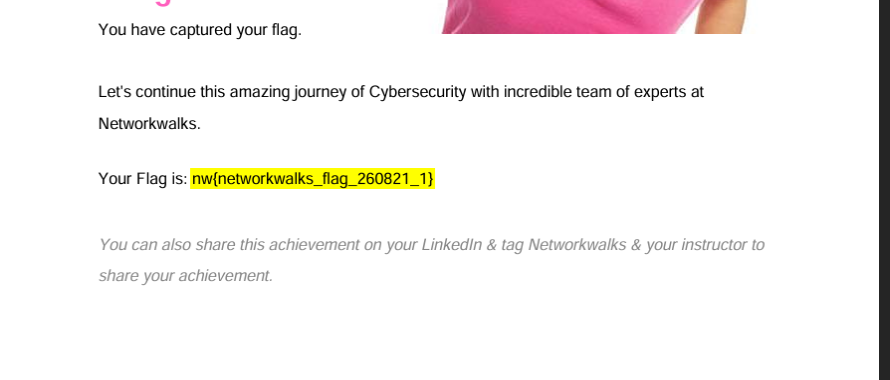 You have captured your flag.
Let's continue this amazing journey of Cybersecurity with incredible team of experts at
Networkwalks.
Your Flag is: nw{networkwalks_flag_260821_1}
You can also share this achievement on your LinkedIn & tag Networkwalks & your instructor to
share your achievement.